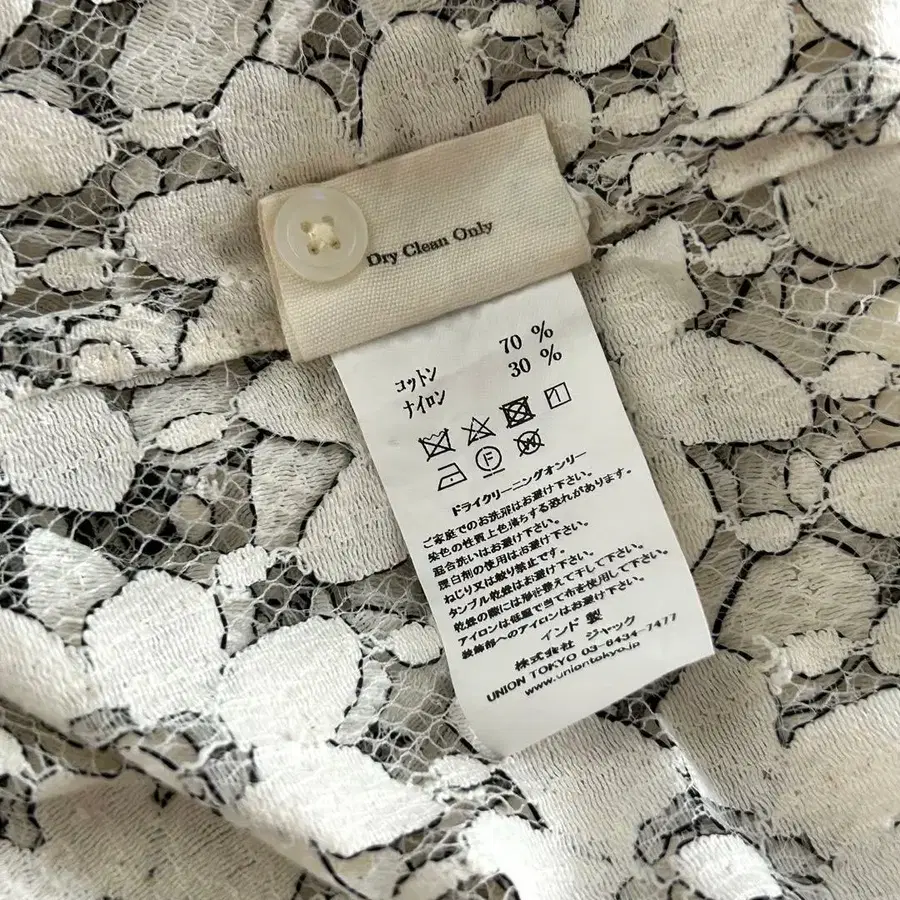 Dry Clean Only
コットン 70 %
ナイロン 30 %
ドライクリーニングオンリー
ご家庭でのお洗濯はお避け下さい。
染色の性質上色落ちする恐れがあります。
混合洗いはお避け下さい。
漂白剤の使用はお避け下さい。
ねじり又は絞り禁止です。
タンブル乾燥はお避け下さい。
乾燥の際には形を整えて干して下さい。
アイロンは低温で当て布を使用して下さい。
装飾部へのアイロンはお避け下さい。
インド 製
株式会社 ジャック
UNION TOKYO 03-6434-7477
www.uniontokyo.jp